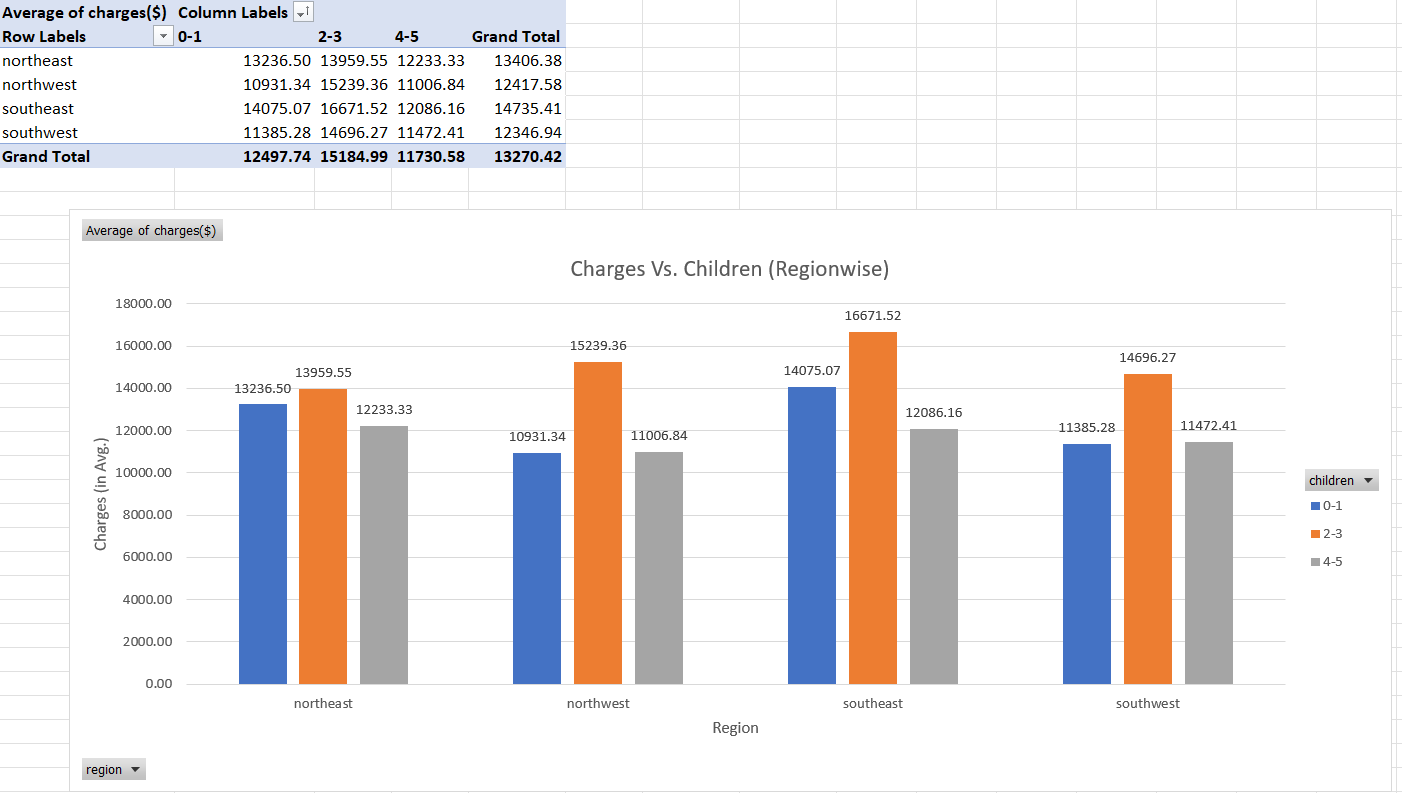 Average of charges($) Column Labels
Row Labels 0-1 2-3 4-5 Grand Total
northeast 13236.50 13959.55 12233.33 13406.38
northwest 10931.34 15239.36 11006.84 12417.58
southeast 14075.07 16671.52 12086.16 14735.41
southwest 11385.28 14696.27 11472.41 12346.94
Grand Total 12497.74 15184.99 11730.58 13270.42
Average of charges($)
Charges Vs. Children (Regionwise)
Charges (in Avg.)
18000.00
16000.00
14000.00
12000.00
10000.00
8000.00
6000.00
4000.00
2000.00
0.00
13236.50 13959.55 12233.33
10931.34 15239.36 11006.84
14075.07 16671.52 12086.16
11385.28 14696.27 11472.41
northeast northwest southeast southwest
Region
children
0-1
2-3
4-5
region